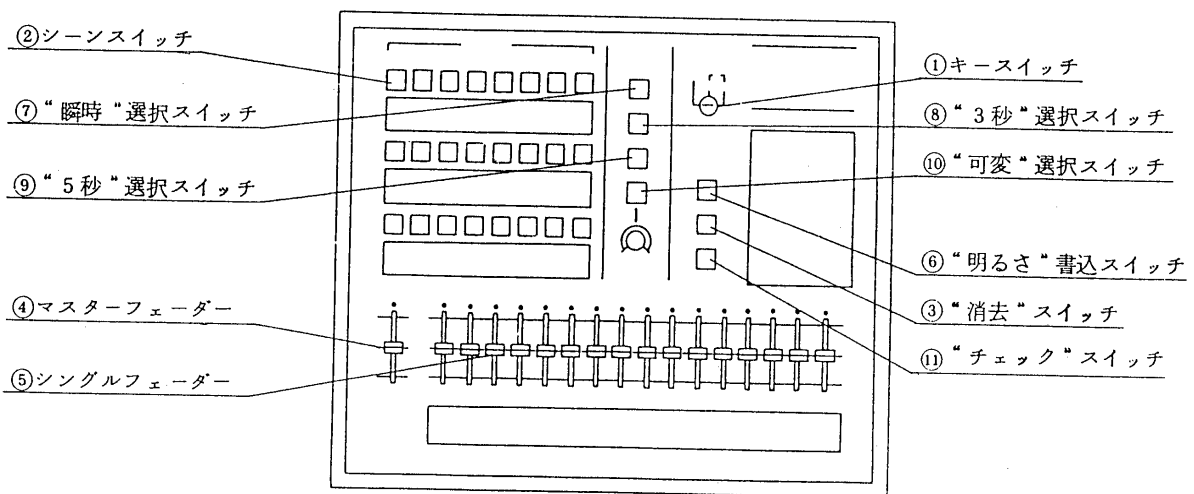 ②シーンスイッチ
⑦“瞬時“選択スイッチ
⑨“5秒“選択スイッチ
④マスターフェーダー
⑤シングルフェーダー
①キースイッチ
⑧“3秒“選択スイッチ
⑩“可変“選択スイッチ
⑥“明るさ“書込スイッチ
③“消去“スイッチ
⑪“チェック“スイッチ